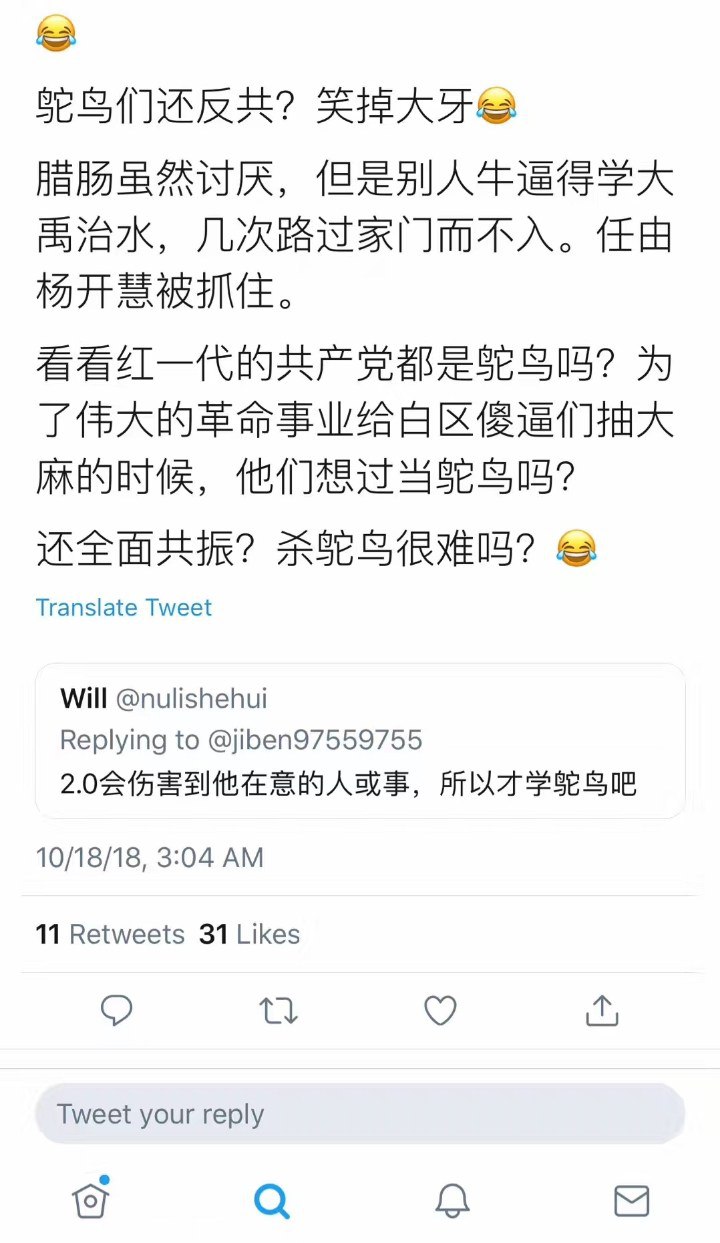 😂
鸵鸟们还反共？笑掉大牙😂
腊肠虽然讨厌，但是别人牛逼得学大
禹治水，几次路过家门而不入。任由
杨开慧被抓住。
看看红一代的共产党都是鸵鸟吗？为
了伟大的革命事业给白区傻逼们抽大
麻的时候，他们想过当鸵鸟吗？
还全面共振？杀鸵鸟很难吗？😂
Translate Tweet
Will @nulishehui
Replying to @jiben97559755
2.0会伤害到他在意的人或事，所以才学鸵鸟吧
10/18/18, 3:04 AM
11 Retweets 31 Likes
Tweet your reply